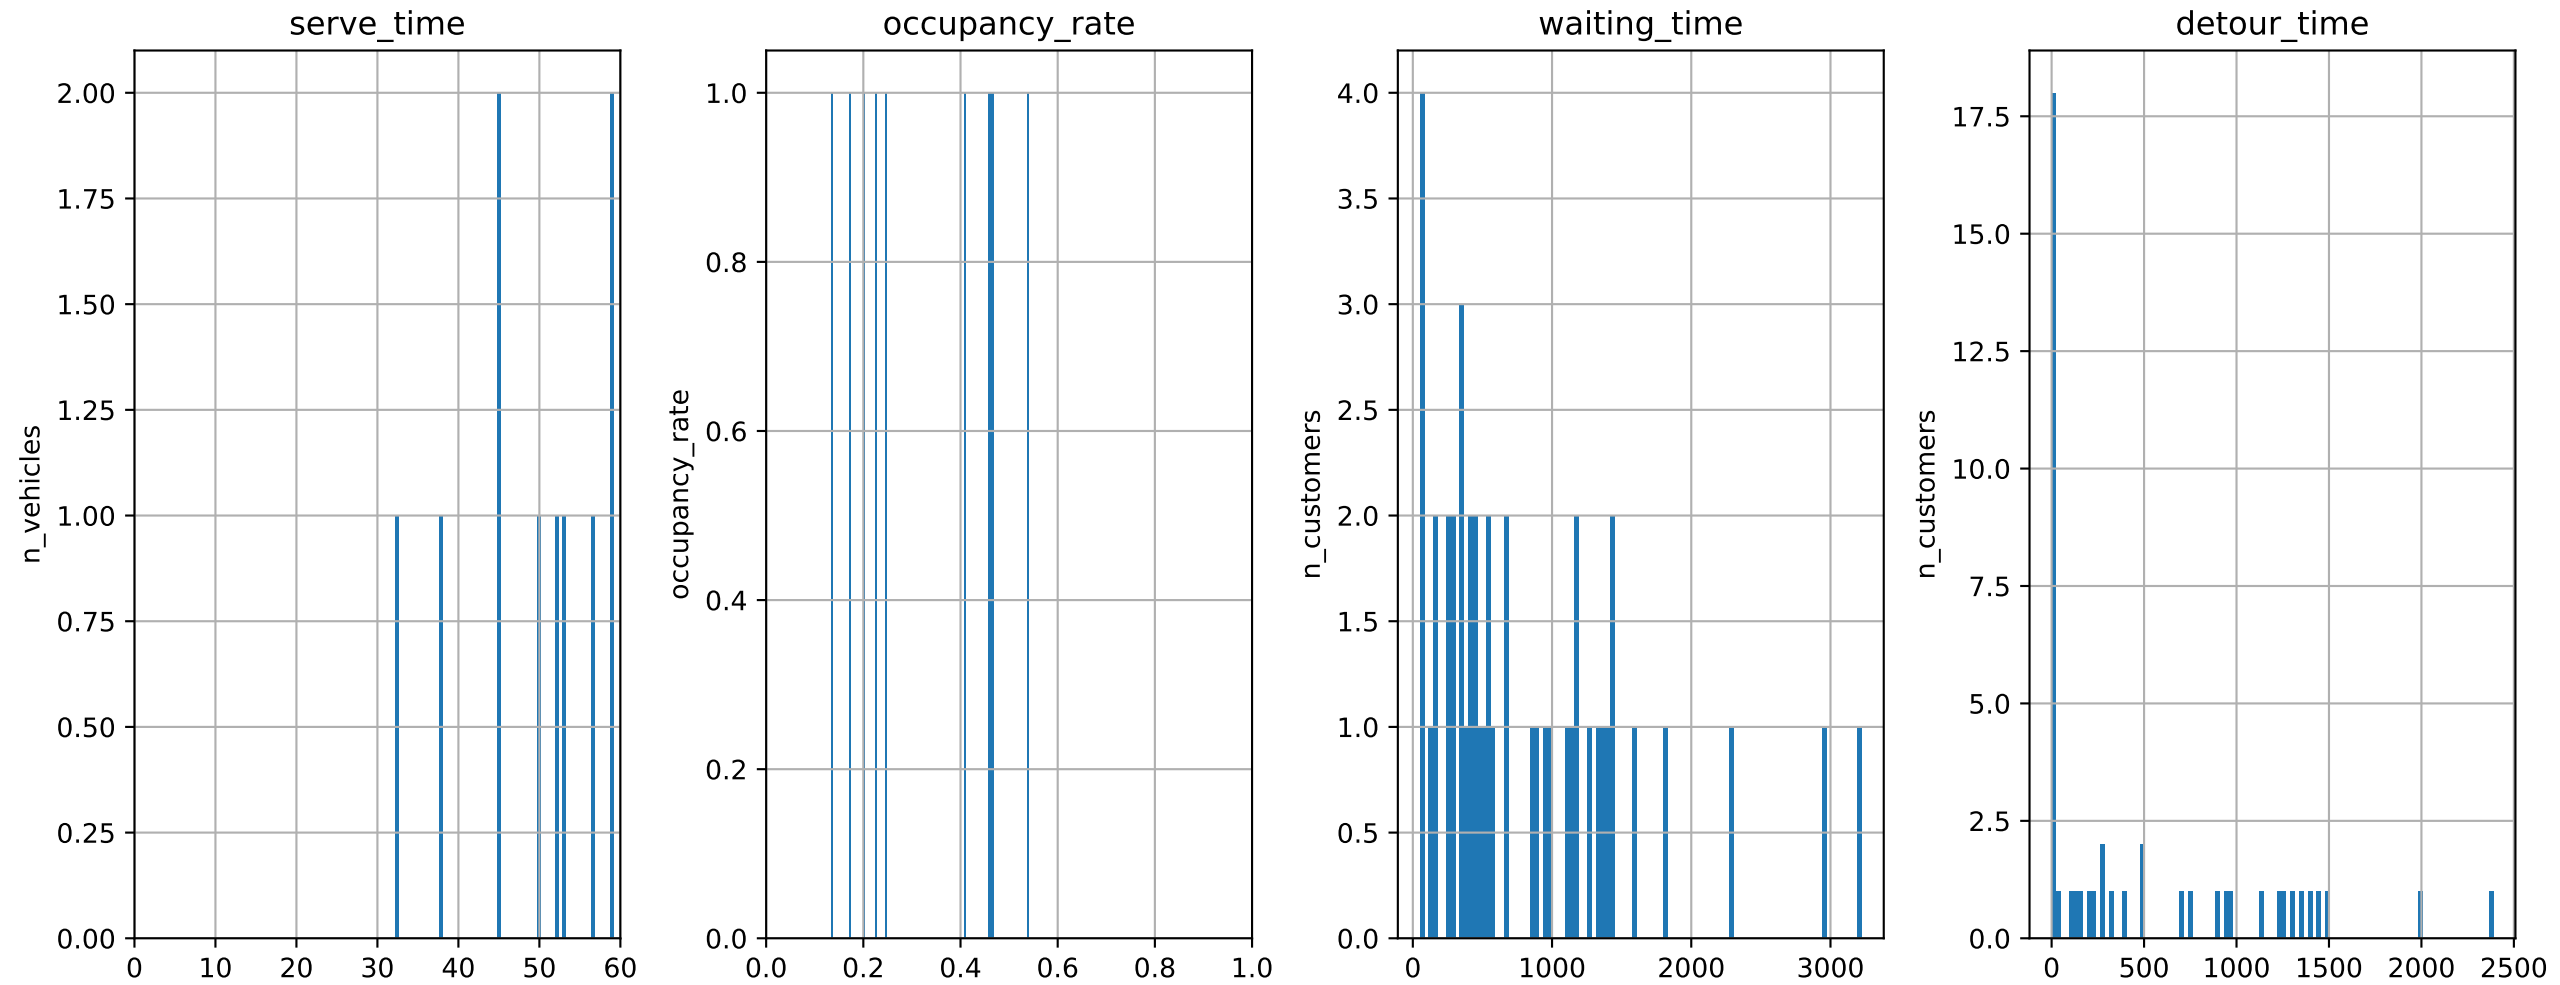 serve_time
n_vehicles
2.00
1.75
1.50
1.25
1.00
0.75
0.50
0.25
0.00
0 10 20 30 40 50 60
occupancy_rate
occupancy_rate
1.0
0.8
0.6
0.4
0.2
0.0
0.0 0.2 0.4 0.6 0.8 1.0
waiting_time
n_customers
4.0
3.5
3.0
2.5
2.0
1.5
1.0
0.5
0.0
0 1000 2000 3000
detour_time
n_customers
17.5
15.0
12.5
10.0
7.5
5.0
2.5
0.0
0 500 1000 1500 2000 2500